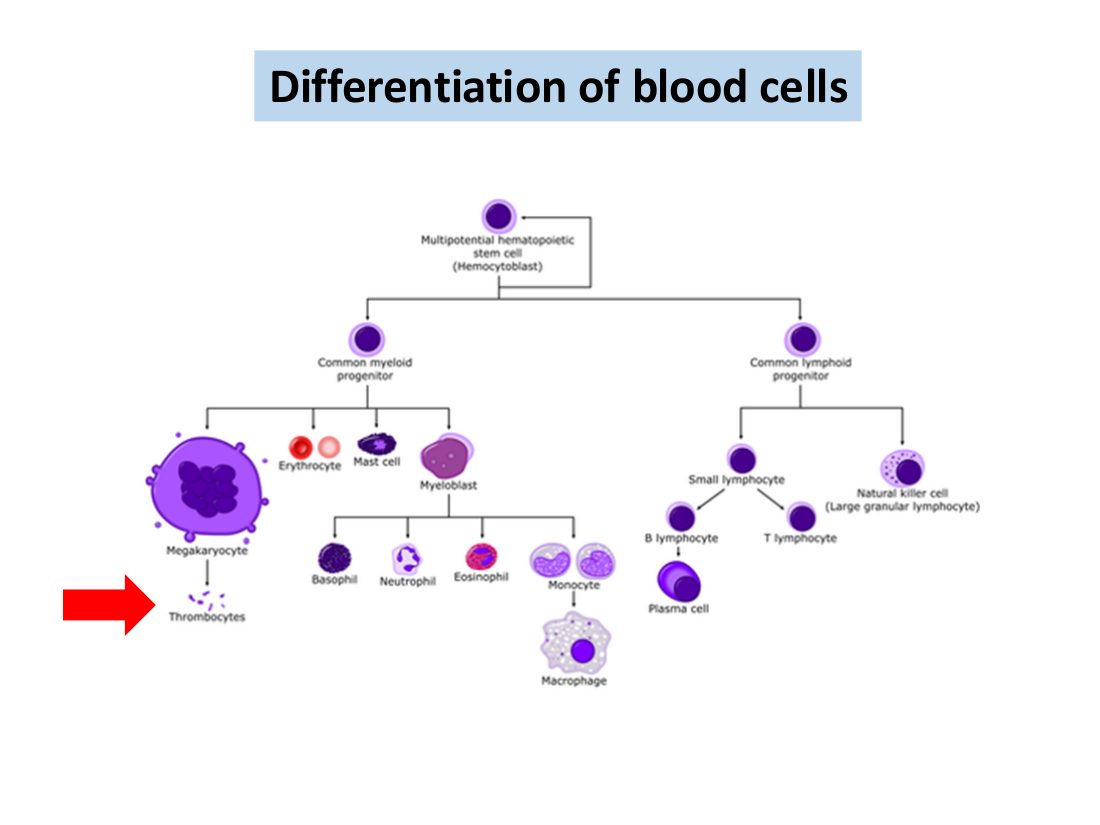 Differentiation of blood cells
Multipotential hematopoietic
stem cell
(Hemocytoblast)
Common myeloid
progenitor
Common lymphoid
progenitor
Megakaryocyte
Erythrocyte
Mast cell
Myeloblast
Small lymphocyte
Natural killer cell
(Large granular lymphocyte)
B lymphocyte
T lymphocyte
Basophil
Neutrophil
Eosinophil
Monocyte
Plasma cell
Thrombocytes
Macrophage